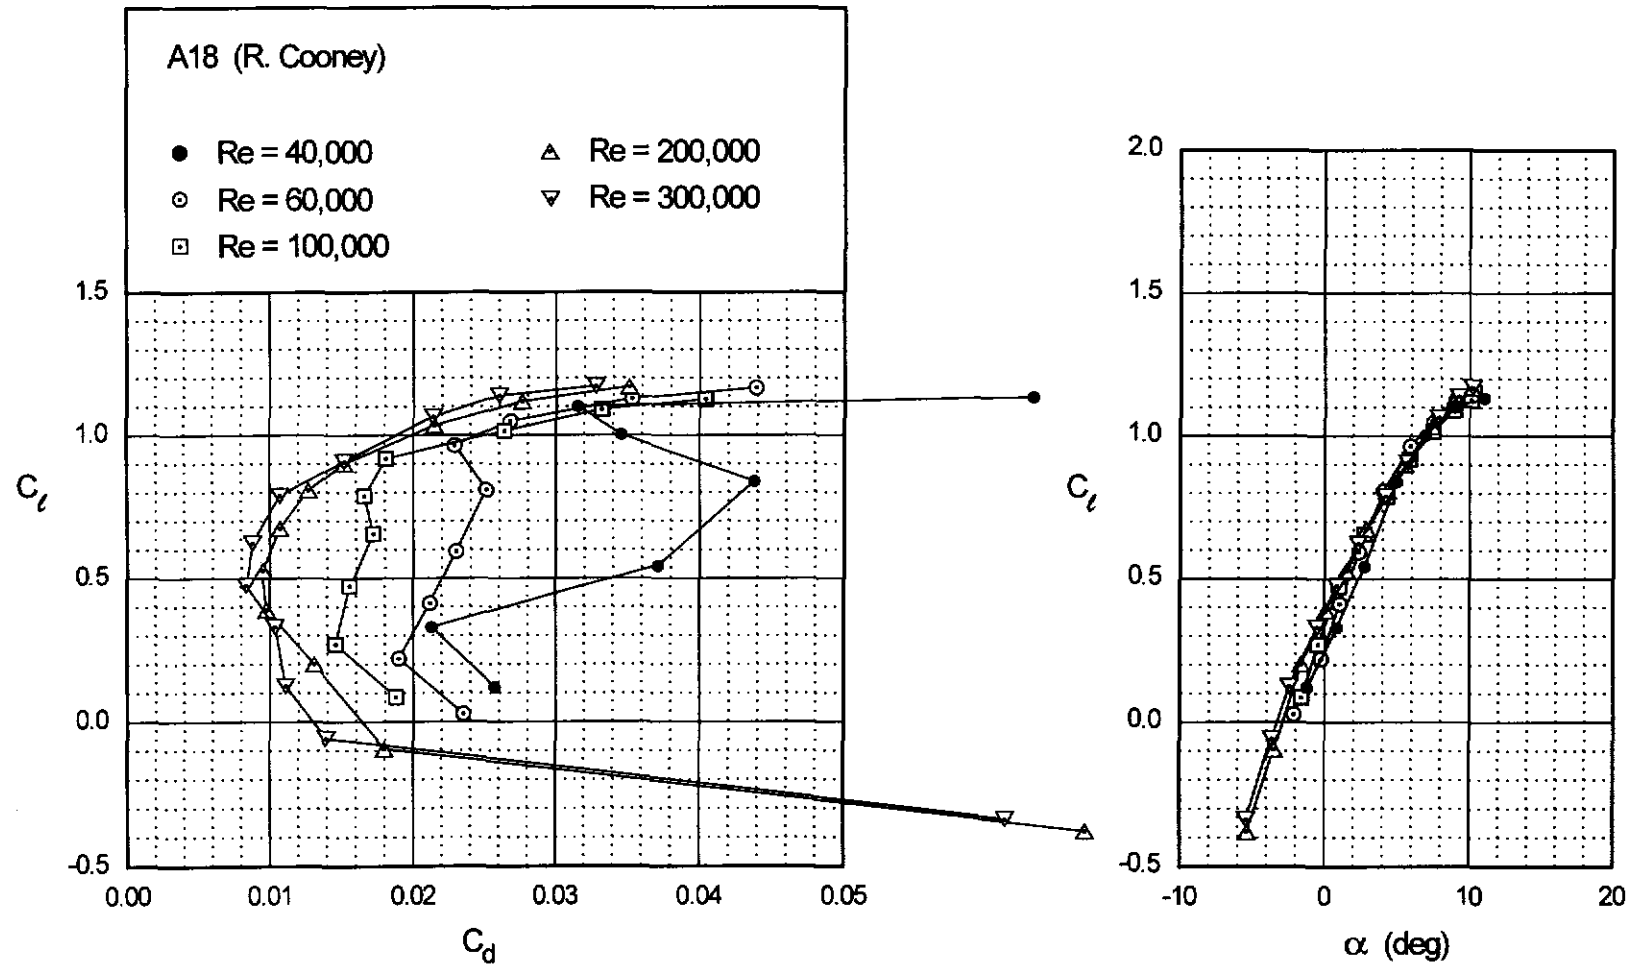 A18 (R. Cooney)
Re = 40,000
Re = 200,000
Re = 60,000
Re = 300,000
Re = 100,000
1.5
1.0
0.5
0.0
-0.5
Cℓ
0.00 0.01 0.02 0.03 0.04 0.05
Cd
2.0
1.5
1.0
0.5
0.0
-0.5
Cℓ
-10 0 10 20
α (deg)